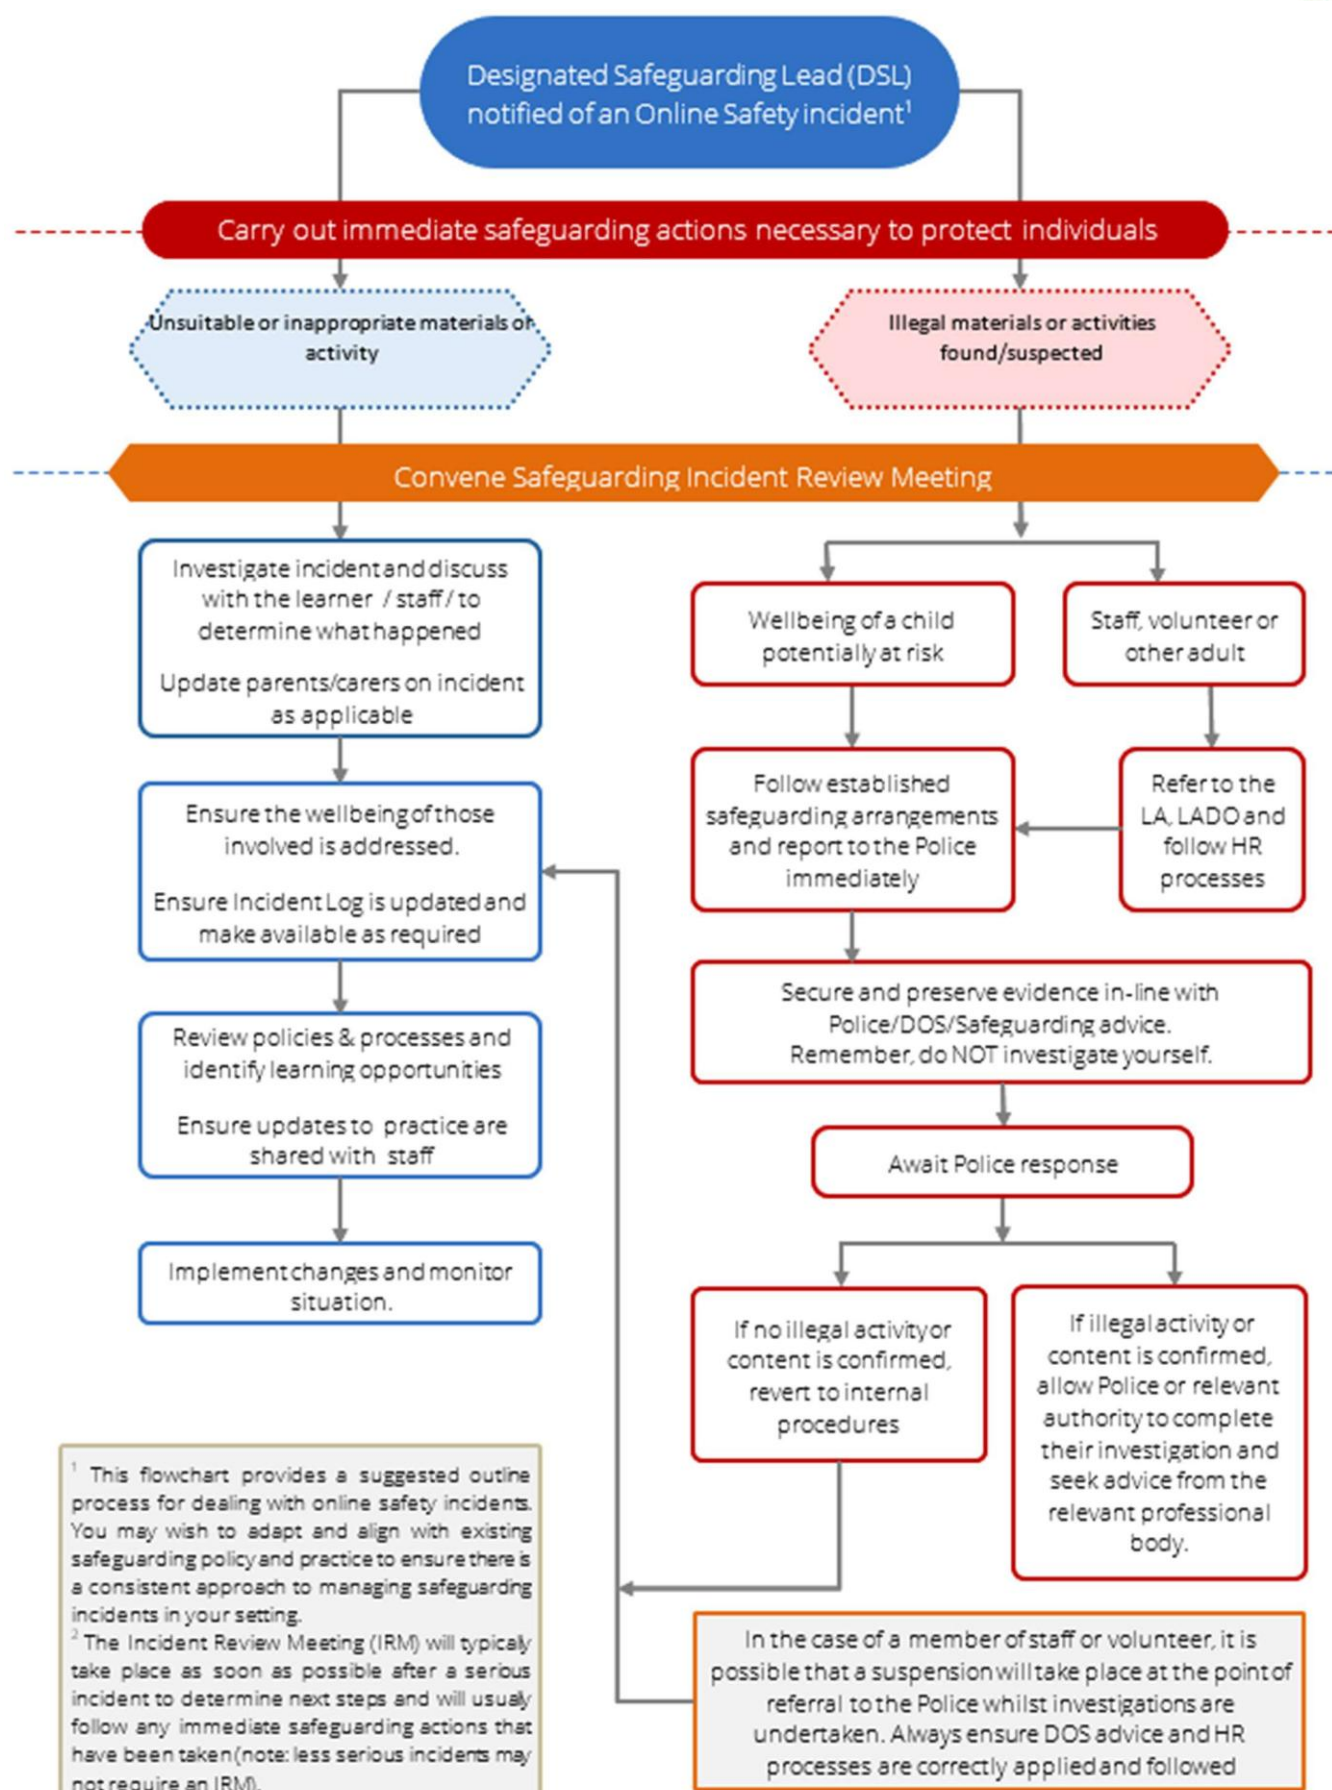 Designated Safeguarding Lead (DSL)
notified of an Online Safety incident¹
Carry out immediate safeguarding actions necessary to protect individuals
Unsuitable or inappropriate materials or
activity
Illegal materials or activities
found/suspected
Convene Safeguarding Incident Review Meeting
Investigate incident and discuss
with the learner / staff / to
determine what happened
Update parents/carers on incident
as applicable
Wellbeing of a child
potentially at risk
Staff, volunteer or
other adult
Ensure the wellbeing of those
involved is addressed.
Ensure Incident Log is updated and
make available as required
Follow established
safeguarding arrangements
and report to the Police
immediately
Refer to the
LA, LADO and
follow HR
processes
Review policies & processes and
identify learning opportunities
Ensure updates to practice are
shared with staff
Secure and preserve evidence in-line with
Police/DOS/Safeguarding advice.
Remember, do NOT investigate yourself.
Await Police response
Implement changes and monitor
situation.
If no illegal activity or
content is confirmed,
revert to internal
procedures
If illegal activity or
content is confirmed,
allow Police or relevant
authority to complete
their investigation and
seek advice from the
relevant professional
body.
¹ This flowchart provides a suggested outline
process for dealing with online safety incidents.
You may wish to adapt and align with existing
safeguarding policy and practice to ensure there is
a consistent approach to managing safeguarding
incidents in your setting.
² The Incident Review Meeting (IRM) will typically
take place as soon as possible after a serious
incident to determine next steps and will usually
follow any immediate safeguarding actions that
have been taken (note: less serious incidents may
not require an IRM).
In the case of a member of staff or volunteer, it is
possible that a suspension will take place at the point of
referral to the Police whilst investigations are
undertaken. Always ensure DOS advice and HR
processes are correctly applied and followed